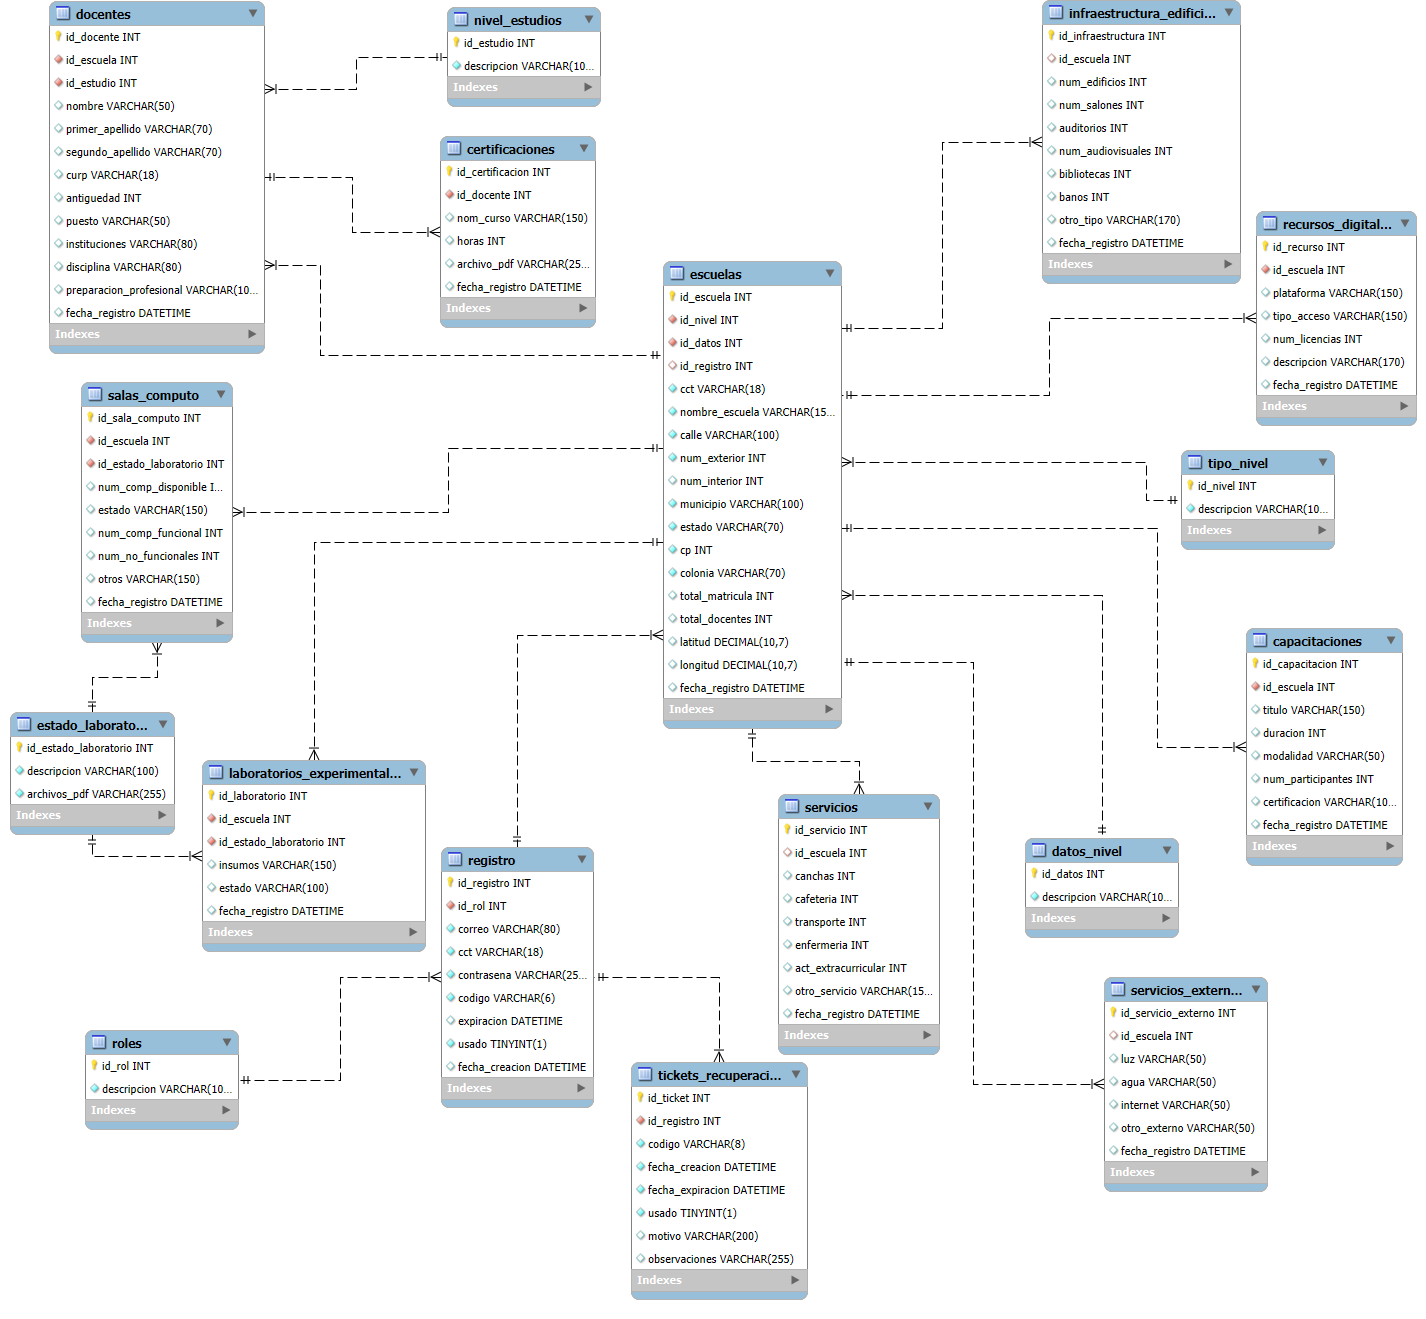 docentes
id_docente INT
id_escuela INT
id_estudio INT
nombre VARCHAR(50)
primer_apellido VARCHAR(70)
segundo_apellido VARCHAR(70)
curp VARCHAR(18)
antiguedad INT
puesto VARCHAR(50)
instituciones VARCHAR(80)
disciplina VARCHAR(80)
preparacion_profesional VARCHAR(10...
fecha_registro DATETIME
Indexes
nivel_estudios
id_estudio INT
descripcion VARCHAR(10...
Indexes
certificaciones
id_certificacion INT
id_docente INT
nom_curso VARCHAR(150)
horas INT
archivo_pdf VARCHAR(25...
fecha_registro DATETIME
Indexes
infraestructura_edifici...
id_infraestructura INT
id_escuela INT
num_edificios INT
num_salones INT
auditorios INT
num_audiovisuales INT
bibliotecas INT
banos INT
otro_tipo VARCHAR(170)
fecha_registro DATETIME
Indexes
recursos_digital...
id_recurso INT
id_escuela INT
plataforma VARCHAR(150)
tipo_acceso VARCHAR(150)
num_licencias INT
descripcion VARCHAR(170)
fecha_registro DATETIME
Indexes
escuelas
id_escuela INT
id_nivel INT
id_datos INT
id_registro INT
cct VARCHAR(18)
nombre_escuela VARCHAR(15...
calle VARCHAR(100)
num_exterior INT
num_interior INT
municipio VARCHAR(100)
estado VARCHAR(70)
cp INT
colonia VARCHAR(70)
total_matricula INT
total_docentes INT
latitud DECIMAL(10,7)
longitud DECIMAL(10,7)
fecha_registro DATETIME
Indexes
salas_computo
id_sala_computo INT
id_escuela INT
id_estado_laboratorio INT
num_comp_disponible I...
estado VARCHAR(150)
num_comp_funcional INT
num_no_funcionales INT
otros VARCHAR(150)
fecha_registro DATETIME
Indexes
tipo_nivel
id_nivel INT
descripcion VARCHAR(10...
Indexes
capacitaciones
id_capacitacion INT
id_escuela INT
titulo VARCHAR(150)
duracion INT
modalidad VARCHAR(50)
num_participantes INT
certificacion VARCHAR(10...
fecha_registro DATETIME
Indexes
estado_laborato...
id_estado_laboratorio INT
descripcion VARCHAR(100)
archivos_pdf VARCHAR(255)
Indexes
laboratorios_experimental...
id_laboratorio INT
id_escuela INT
id_estado_laboratorio INT
insumos VARCHAR(150)
estado VARCHAR(100)
fecha_registro DATETIME
Indexes
servicios
id_servicio INT
id_escuela INT
canchas INT
cafeteria INT
transporte INT
enfermeria INT
act_extracurricular INT
otro_servicio VARCHAR(15...
fecha_registro DATETIME
Indexes
datos_nivel
id_datos INT
descripcion VARCHAR(10...
Indexes
registro
id_registro INT
id_rol INT
correo VARCHAR(80)
cct VARCHAR(18)
contrasena VARCHAR(25...
codigo VARCHAR(6)
expiracion DATETIME
usado TINYINT(1)
fecha_creacion DATETIME
Indexes
servicios_extern...
id_servicio_externo INT
id_escuela INT
luz VARCHAR(50)
agua VARCHAR(50)
internet VARCHAR(50)
otro_externo VARCHAR(50)
fecha_registro DATETIME
Indexes
roles
id_rol INT
descripcion VARCHAR(10...
Indexes
tickets_recuperaci...
id_ticket INT
id_registro INT
codigo VARCHAR(8)
fecha_creacion DATETIME
fecha_expiracion DATETIME
usado TINYINT(1)
motivo VARCHAR(200)
observaciones VARCHAR(255)
Indexes